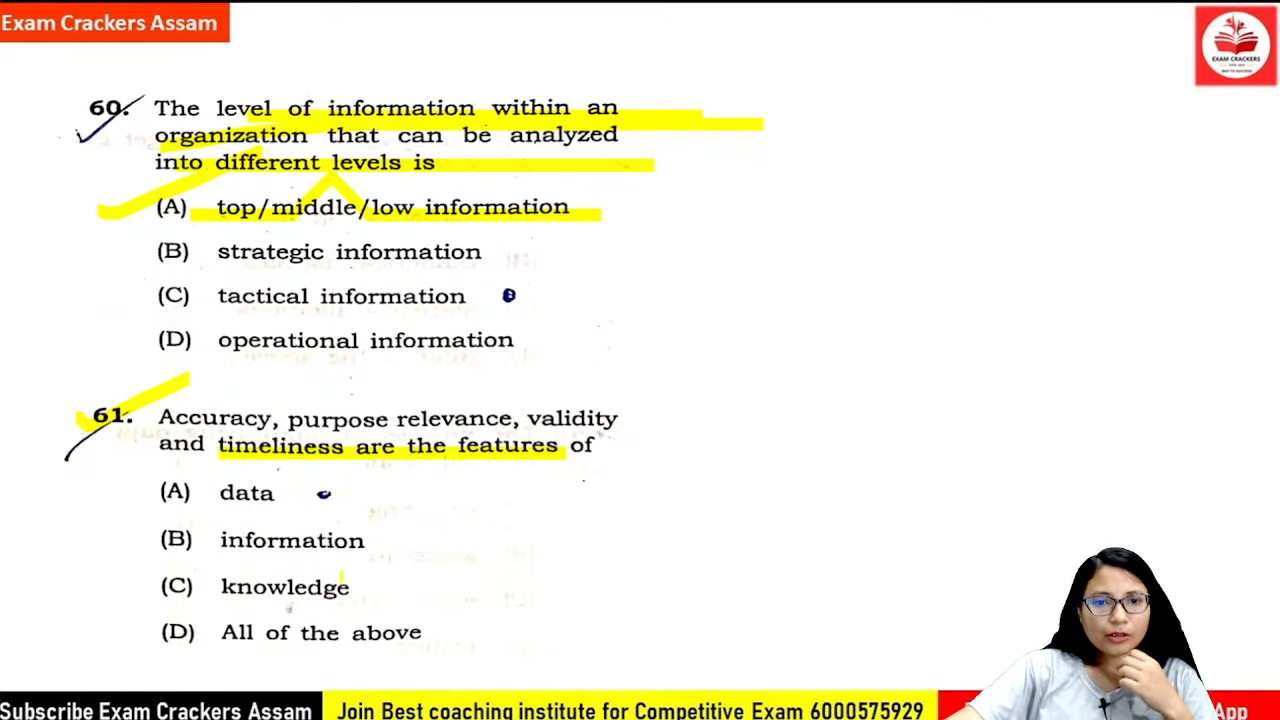 Exam Crackers Assam
EXAM CRACKERS
WAY TO SUCCESS
60. The level of information within an
organization that can be analyzed
into different levels is
(A) top/middle/low information
(B) strategic information
(C) tactical information
(D) operational information
61. Accuracy, purpose relevance, validity
and timeliness are the features of
(A) data
(B) information
(C) knowledge
(D) All of the above
Subscribe Exam Crackers Assam
Join Best coaching institute for Competitive Exam 6000575929
App